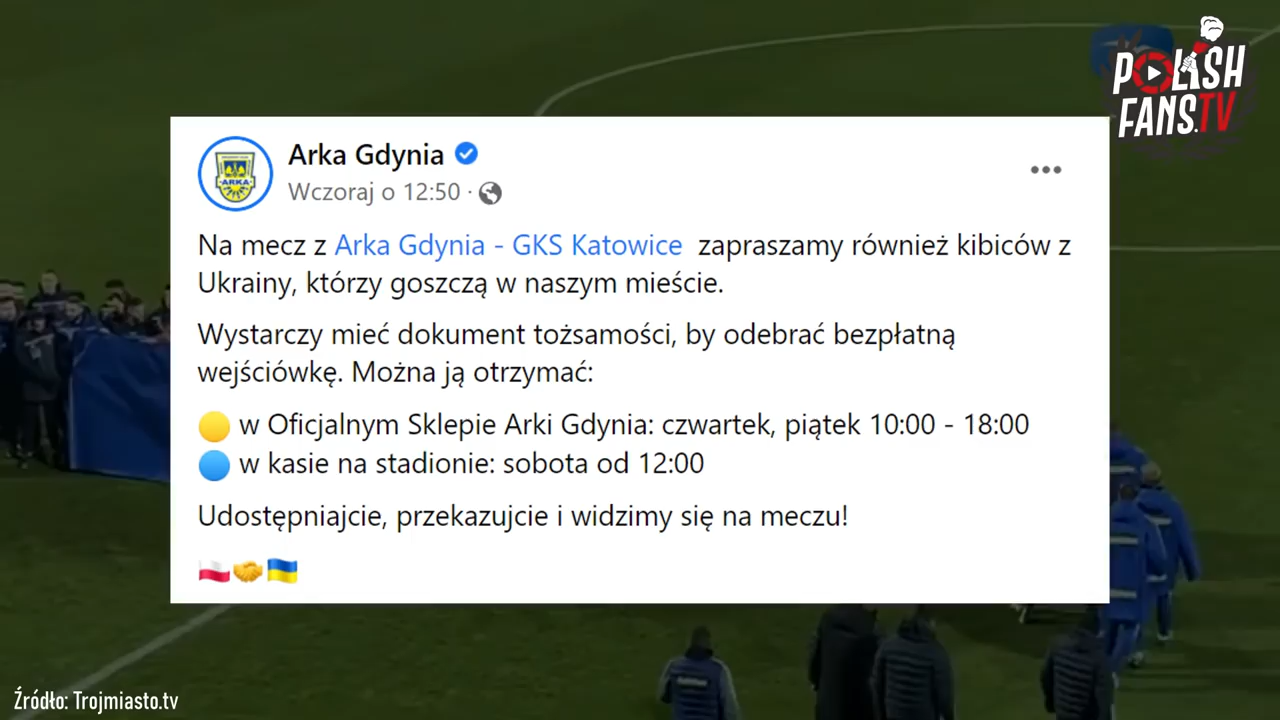 POLISH
FANS.TV
ARKA
Arka Gdynia
Wczoraj o 12:50 ·
Na mecz z Arka Gdynia - GKS Katowice zapraszamy również kibiców z
Ukrainy, którzy goszczą w naszym mieście.
Wystarczy mieć dokument tożsamości, by odebrać bezpłatną
wejściówkę. Można ją otrzymać:
w Oficjalnym Sklepie Arki Gdynia: czwartek, piątek 10:00 - 18:00
w kasie na stadionie: sobota od 12:00
Udostępniajcie, przekazujcie i widzimy się na meczu!
Źródło: Trojmiasto.tv